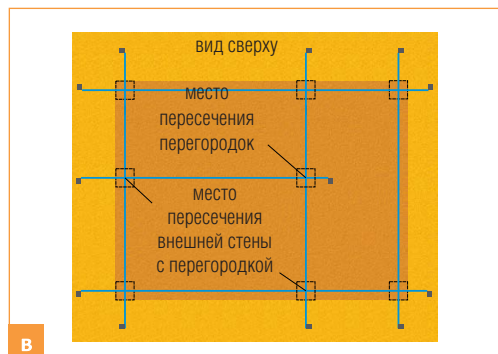 вид сверху
место
пересечения
перегородок
место
пересечения
внешней стены
с перегородкой
В